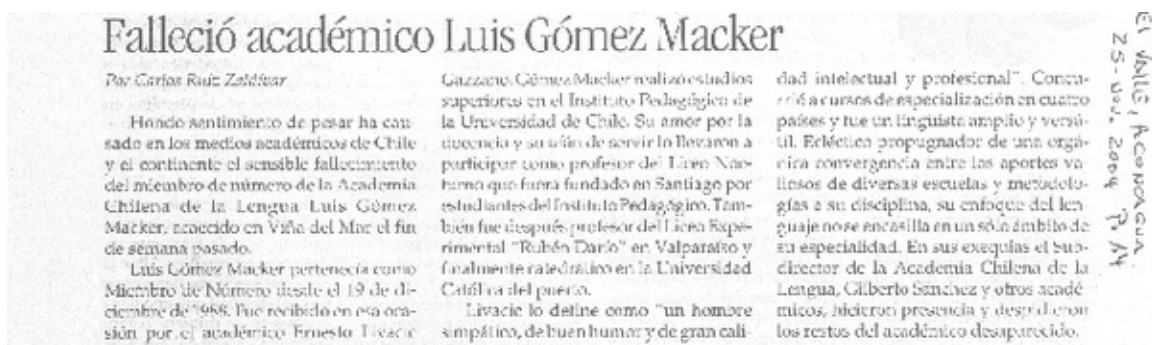 Falleció académico Luis Gómez Macker
Por Carlos Ruiz Zaldívar
Hondo sentimiento de pesar ha cau-
sado en los medios académicos de Chile
y el continente el sensible fallecimiento
del miembro de número de la Academia
Chilena de la Lengua Luis Gómez
Macker, acaecido en Viña del Mar el fin
de semana pasado.
Luis Gómez Macker pertenecía como
Miembro de Número desde el 19 de di-
ciembre de 1988. Fue recibido en esa oca-
sión por el académico Ernesto Livacic
Gazzano. Gómez Macker realizó estudios
superiores en el Instituto Pedagógico de
la Universidad de Chile. Su amor por la
docencia y su afán de servir lo llevaron a
participar como profesor del Liceo Noc-
turno que fuera fundado en Santiago por
estudiantes del Instituto Pedagógico. Tam-
bién fue después profesor del Liceo Expe-
rimental "Rubén Darío" en Valparaíso y
finalmente catedrático en la Universidad
Católica del puerto.
Livacic lo define como "un hombre
simpático, de buen humor y de gran cali-
dad intelectual y profesional". Concu-
rrió a cursos de especialización en cuatro
países y fue un lingüista amplio y versá-
til. Ecléctico propugnador de una orgá-
nica convergencia entre los aportes va-
liosos de diversas escuelas y metodolo-
gías a su disciplina, su enfoque del len-
guaje no se encasilla en un sólo ámbito de
su especialidad. En sus exequias el Sub-
director de la Academia Chilena de la
Lengua, Gilberto Sánchez y otros acadé-
micos, hicieron presencia y despidieron
los restos del académico desaparecido.
El Valle, Aconcagua.
25-Nov. 2004 P. 14